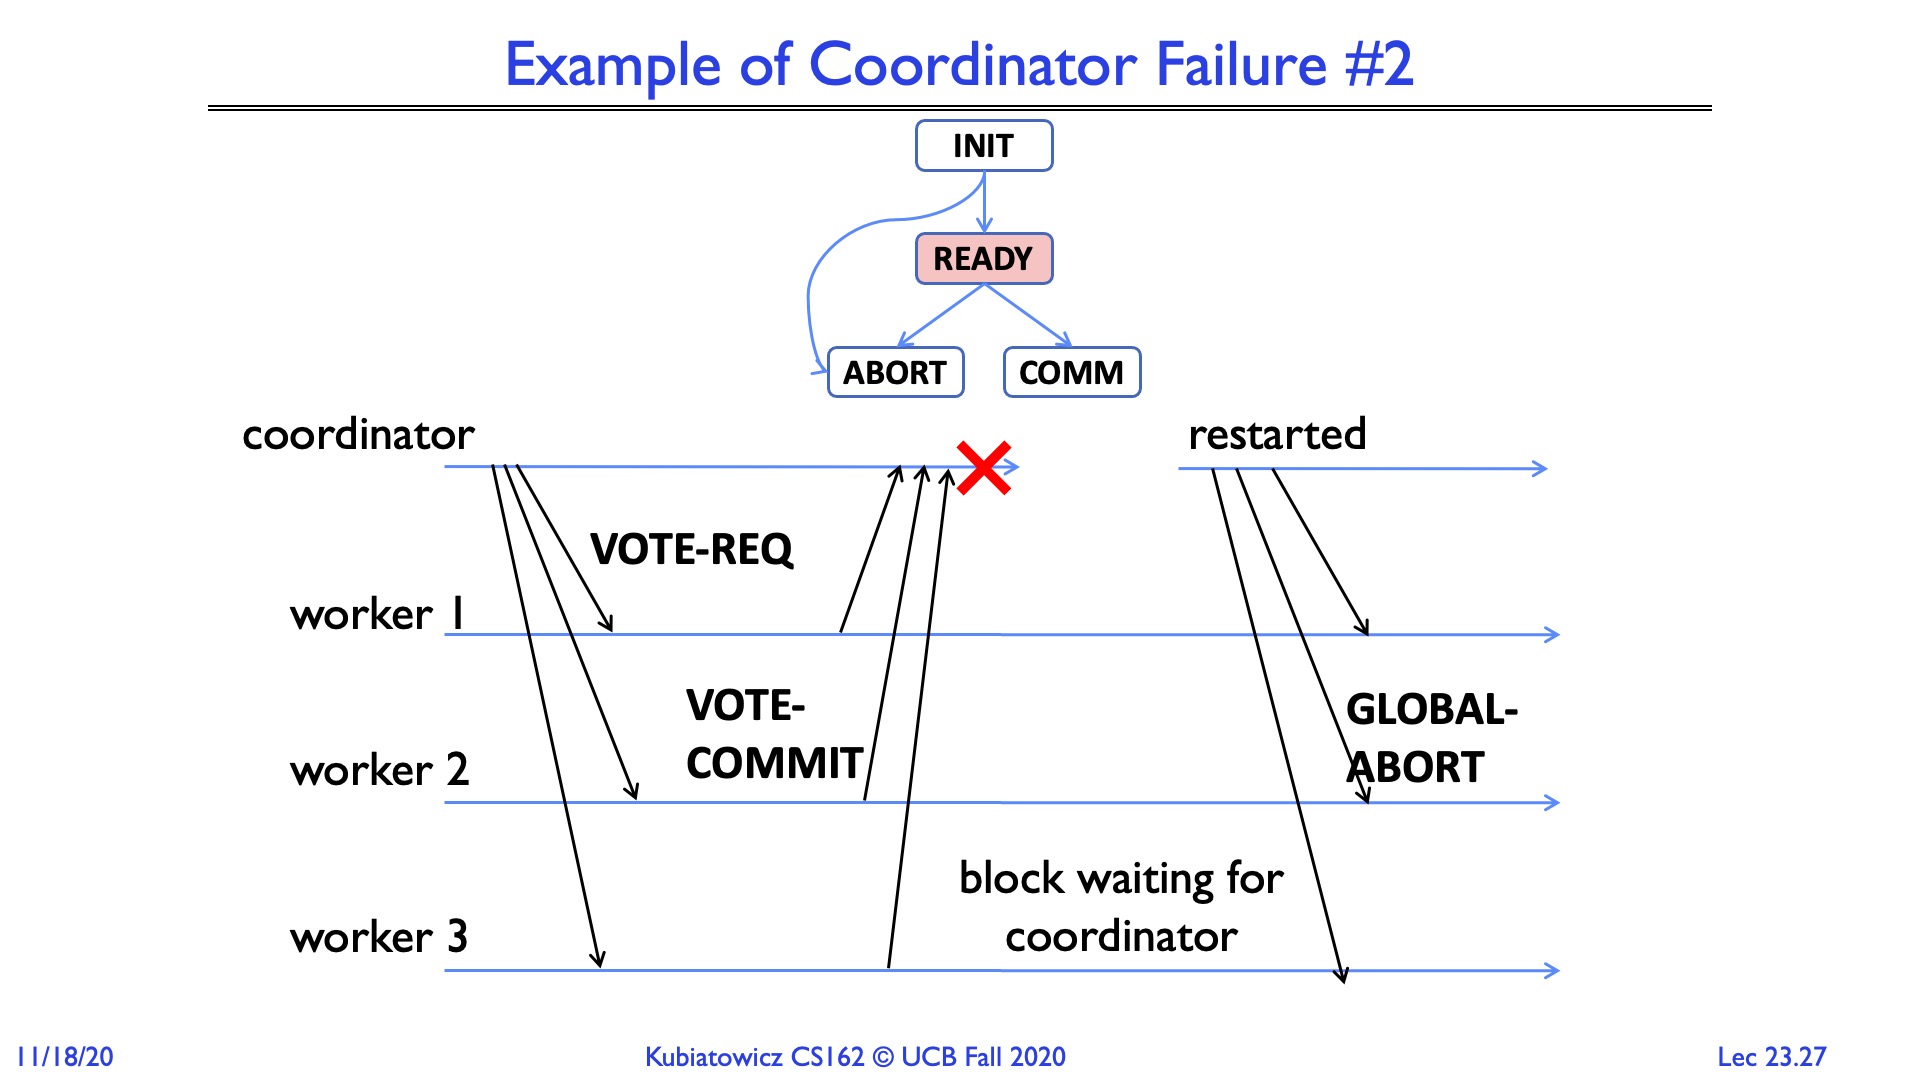 Example of Coordinator Failure #2
INIT
READY
ABORT
COMM
coordinator
restarted
VOTE-REQ
worker 1
VOTE-
COMMIT
GLOBAL-
ABORT
worker 2
block waiting for
coordinator
worker 3
11/18/20
Kubiatowicz CS162 © UCB Fall 2020
Lec 23.27